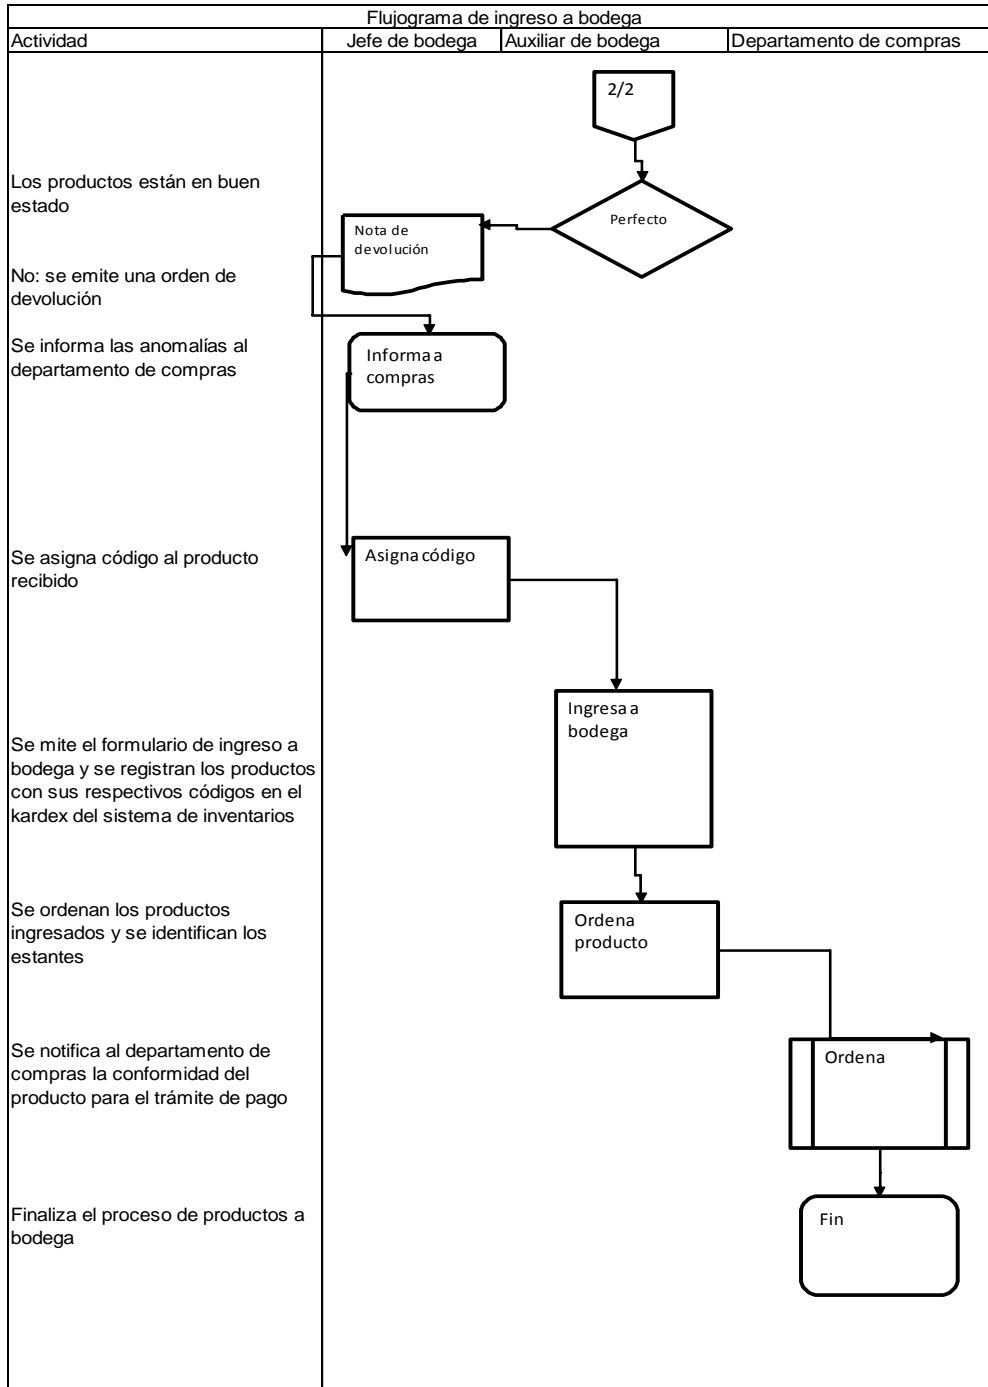 Flujograma de ingreso a bodega
Actividad
Jefe de bodega
Auxiliar de bodega
Departamento de compras
2/2
Los productos están en buen
estado
Perfecto
Nota de
devolución
No: se emite una orden de
devolución
Se informa las anomalías al
departamento de compras
Informa a
compras
Se asigna código al producto
recibido
Asigna código
Ingresa a
bodega
Se mite el formulario de ingreso a
bodega y se registran los productos
con sus respectivos códigos en el
kardex del sistema de inventarios
Se ordenan los productos
ingresados y se identifican los
estantes
Ordena
producto
Se notifica al departamento de
compras la conformidad del
producto para el trámite de pago
Ordena
Finaliza el proceso de productos a
bodega
Fin